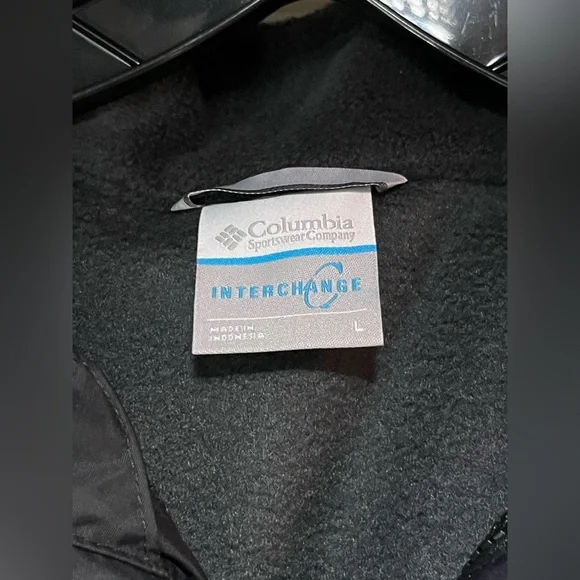 Columbia
Sportswear Company
INTERCHANGE
MADE IN
INDONESIA
L